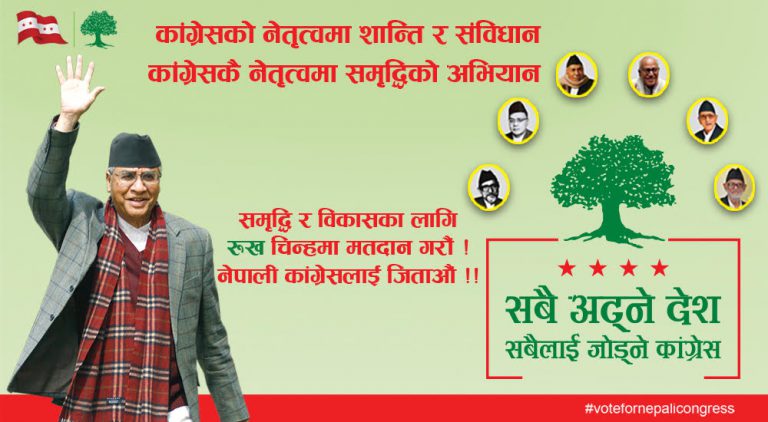 कांग्रेसको नेतृत्वमा शान्ति र संविधान
कांग्रेसकै नेतृत्वमा समृद्धिको अभियान
समृद्धि र विकासका लागि
रुख चिन्हमा मतदान गरौं !
नेपाली कांग्रेसलाई जिताऔं !!
सबै अट्ने देश
सबैलाई जोड्ने कांग्रेस
#votefornepalicongress